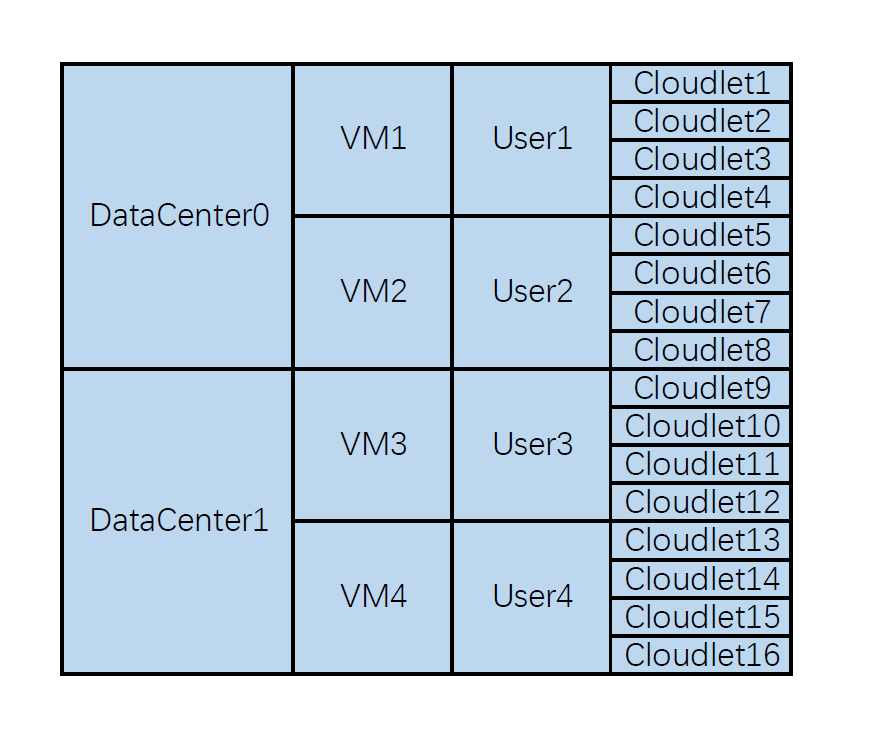 DataCenter0
VM1
User1
Cloudlet1
Cloudlet2
Cloudlet3
Cloudlet4
VM2
User2
Cloudlet5
Cloudlet6
Cloudlet7
Cloudlet8
DataCenter1
VM3
User3
Cloudlet9
Cloudlet10
Cloudlet11
Cloudlet12
VM4
User4
Cloudlet13
Cloudlet14
Cloudlet15
Cloudlet16